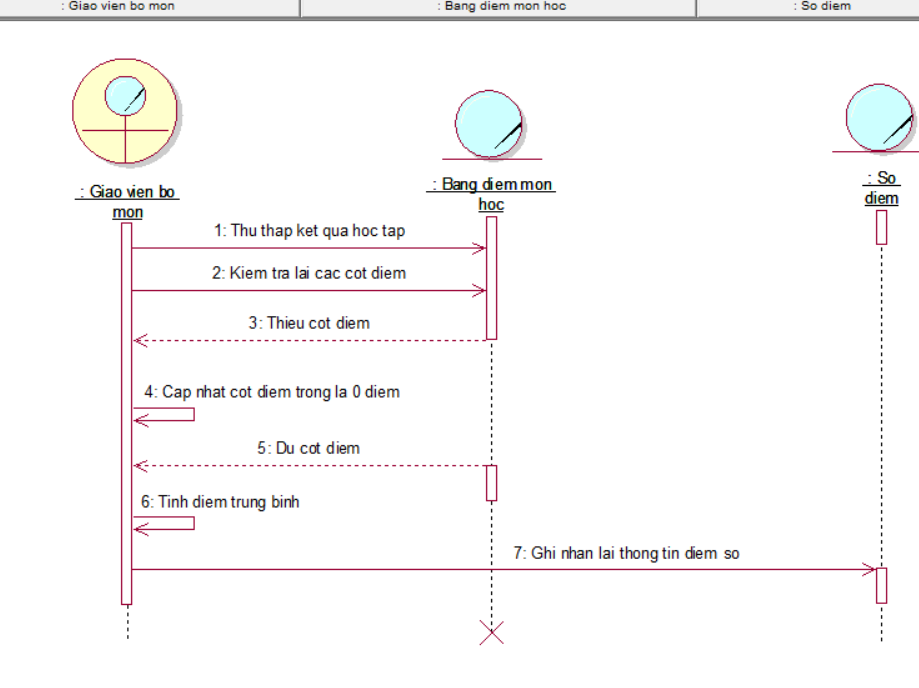 : Giao vien bo mon
: Bang diem mon hoc
: So diem
: Giao vien bo
mon
: Bang diem mon
hoc
: So
diem
1: Thu thap ket qua hoc tap
2: Kiem tra lai cac cot diem
3: Thieu cot diem
4: Cap nhat cot diem trong la 0 diem
5: Du cot diem
6: Tinh diem trung binh
7: Ghi nhan lai thong tin diem so